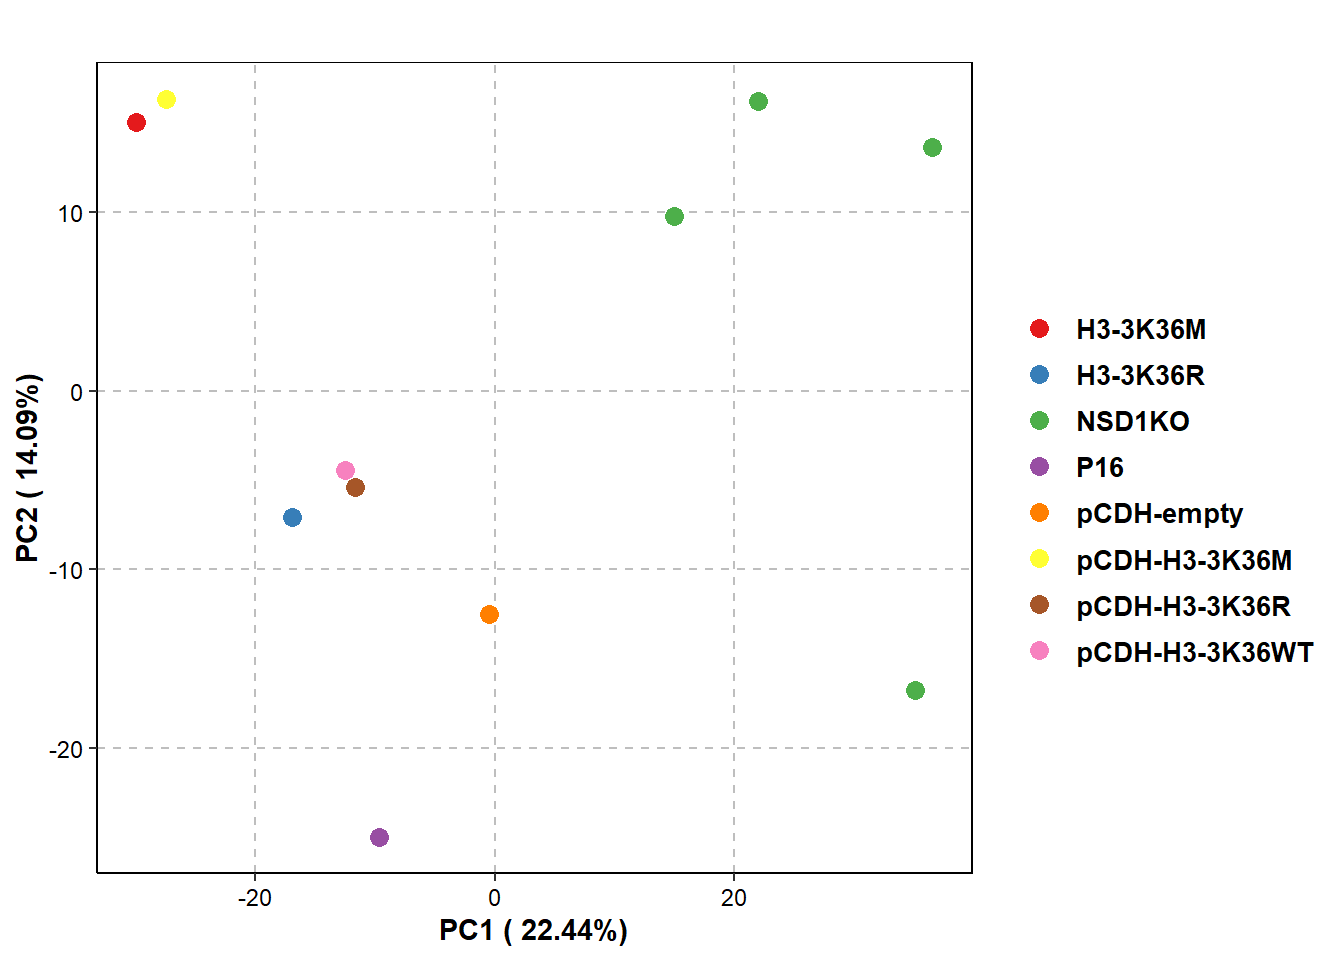 10
0
-10
-20
PC2 ( 14.09%)
-20
0
20
PC1 ( 22.44%)
H3-3K36M
H3-3K36R
NSD1KO
P16
pCDH-empty
pCDH-H3-3K36M
pCDH-H3-3K36R
pCDH-H3-3K36WT